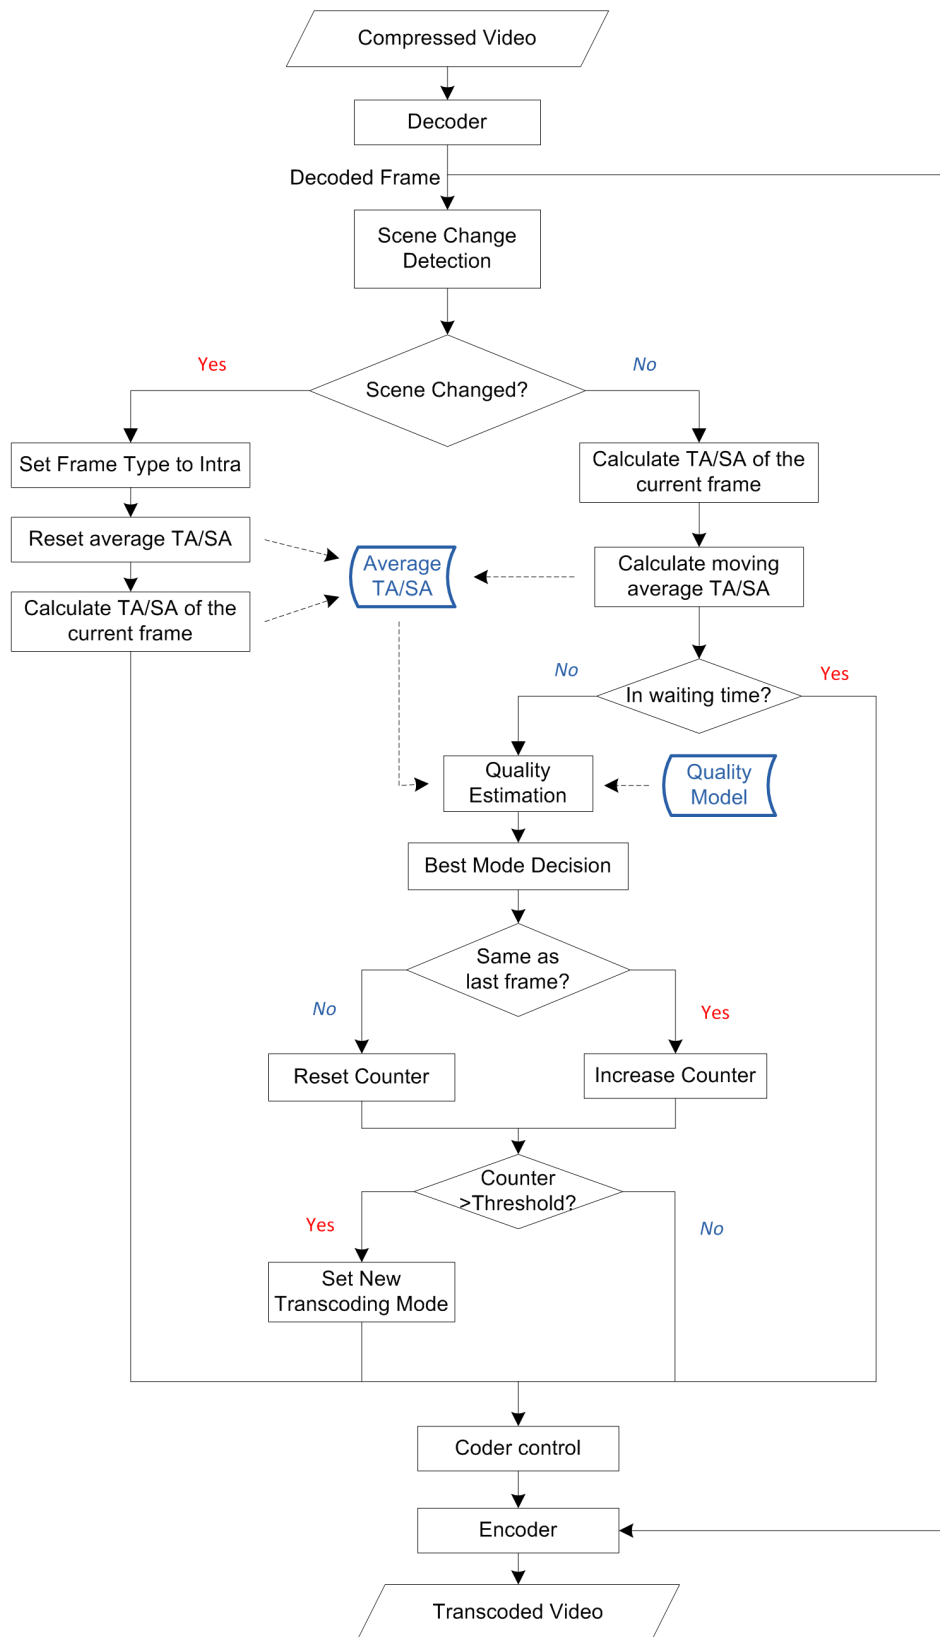 Compressed Video
Decoder
Decoded Frame
Scene Change
Detection
Yes
No
Scene Changed?
Set Frame Type to Intra
Calculate TA/SA of the
current frame
Reset average TA/SA
Average
TA/SA
Calculate moving
average TA/SA
Calculate TA/SA of the
current frame
No
Yes
In waiting time?
Quality
Estimation
Quality
Model
Best Mode Decision
Same as
last frame?
No
Yes
Reset Counter
Increase Counter
Counter
>Threshold?
Yes
No
Set New
Transcoding Mode
Coder control
Encoder
Transcoded Video